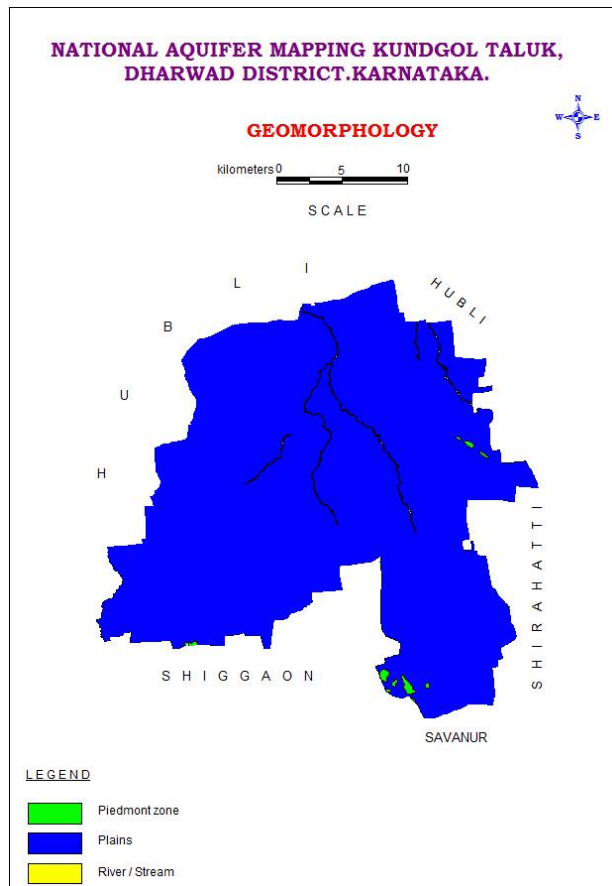 NATIONAL AQUIFER MAPPING KUNDGOL TALUK,
DHARWAD DISTRICT.KARNATAKA.
N
W E
S
GEOMORPHOLOGY
kilometers 0 5 10
SCALE
HUBLI
HUBLI
SHIRAHATTI
SHIGGAON
SAVANUR
LEGEND
Piedmont zone
Plains
River / Stream